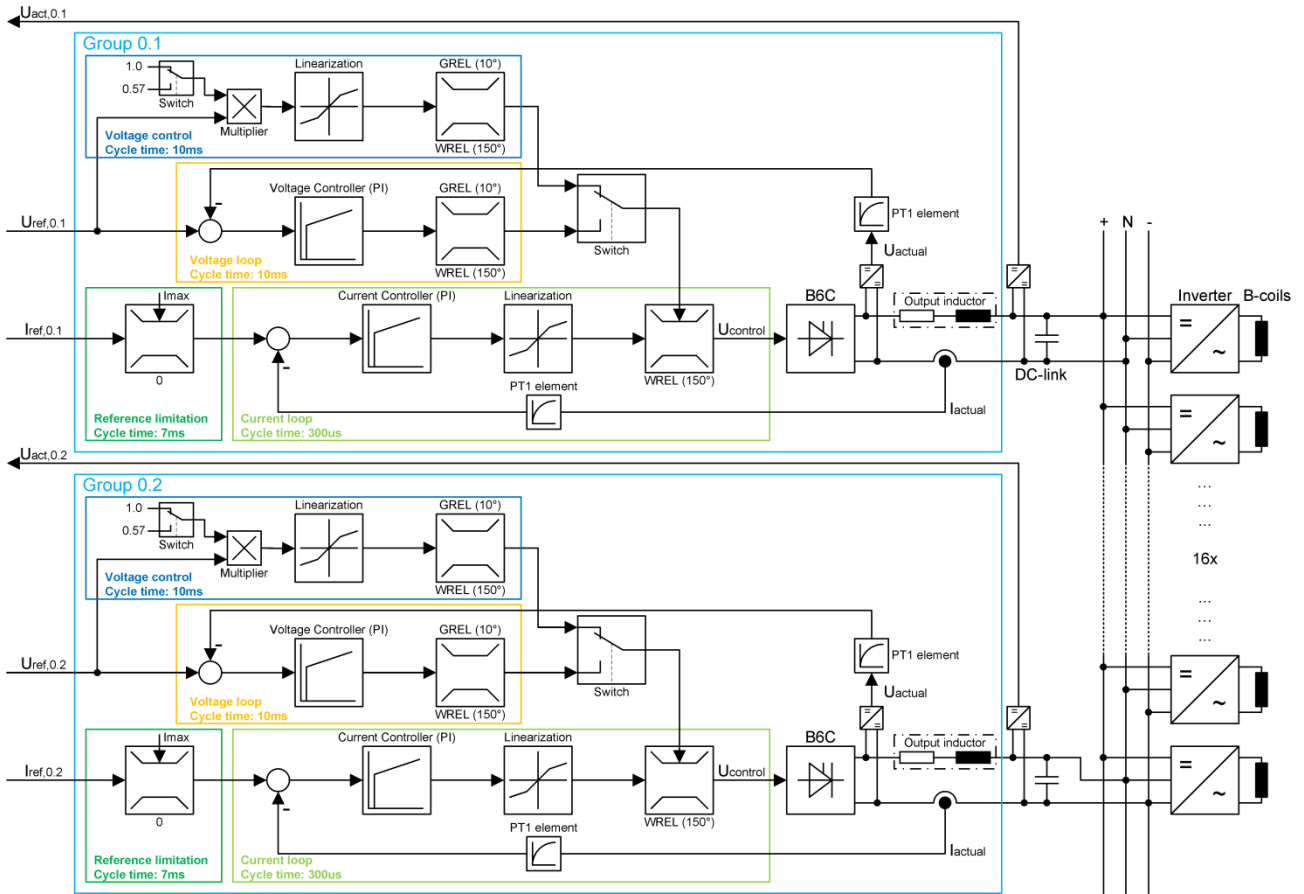 Uact,0.1
Group 0.1
1.0
0.57
Switch
Multiplier
Linearization
GREL (10°)
WREL (150°)
Voltage control
Cycle time: 10ms
-
Voltage Controller (PI)
GREL (10°)
WREL (150°)
Voltage loop
Cycle time: 10ms
Switch
PT1 element
Uactual
Uref,0.1
Iref,0.1
Imax
0
Reference limitation
Cycle time: 7ms
-
Current Controller (PI)
Linearization
WREL (150°)
PT1 element
Current loop
Cycle time: 300us
Ucontrol
B6C
=
=
Output inductor
Iactual
=
=
DC-link
+ N -
Inverter B-coils
=
~
=
~
...
...
...
16x
...
...
...
=
~
=
~
Uact,0.2
Group 0.2
1.0
0.57
Switch
Multiplier
Linearization
GREL (10°)
WREL (150°)
Voltage control
Cycle time: 10ms
-
Voltage Controller (PI)
GREL (10°)
WREL (150°)
Voltage loop
Cycle time: 10ms
Switch
PT1 element
Uactual
Uref,0.2
Iref,0.2
Imax
0
Reference limitation
Cycle time: 7ms
-
Current Controller (PI)
Linearization
WREL (150°)
PT1 element
Current loop
Cycle time: 300us
Ucontrol
B6C
=
=
Output inductor
Iactual
=
=